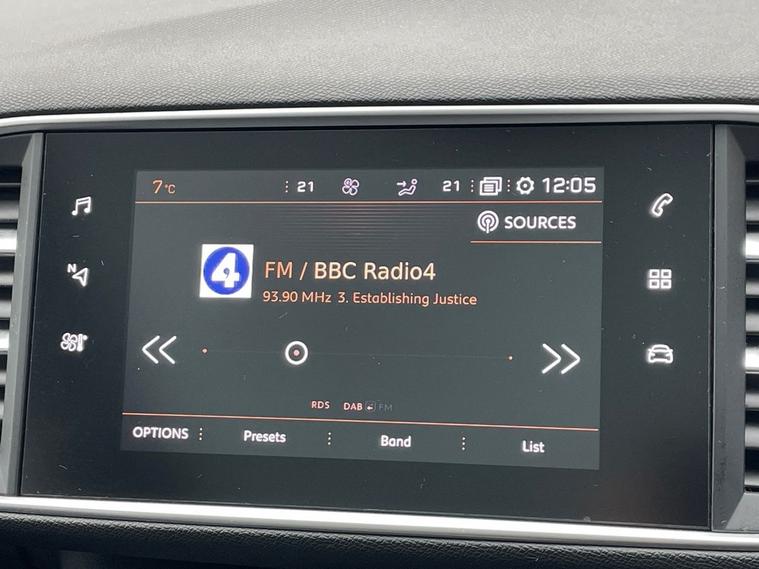 7°C 21 21 12:05
SOURCES
4 FM / BBC Radio4
93.90 MHz 3. Establishing Justice
N
RDS DAB FM
OPTIONS Presets Band List